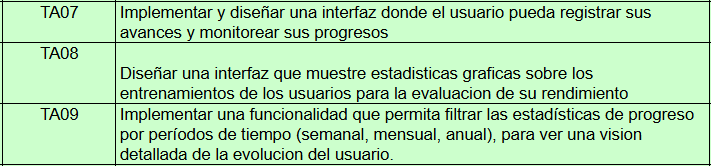 TA07 Implementar y diseñar una interfaz donde el usuario pueda registrar sus
avances y monitorear sus progresos
TA08
Diseñar una interfaz que muestre estadisticas graficas sobre los
entrenamientos de los usuarios para la evaluacion de su rendimiento
TA09 Implementar una funcionalidad que permita filtrar las estadísticas de progreso
por períodos de tiempo (semanal, mensual, anual), para ver una vision
detallada de la evolucion del usuario.